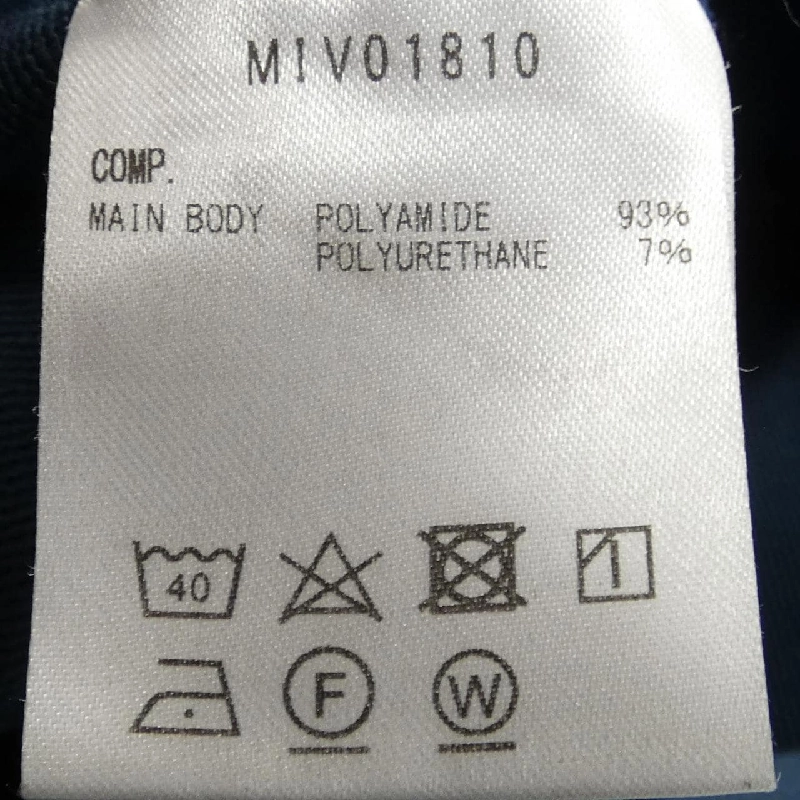 MIV01810
COMP.
MAIN BODY POLYAMIDE 93%
POLYURETHANE 7%
40
F W